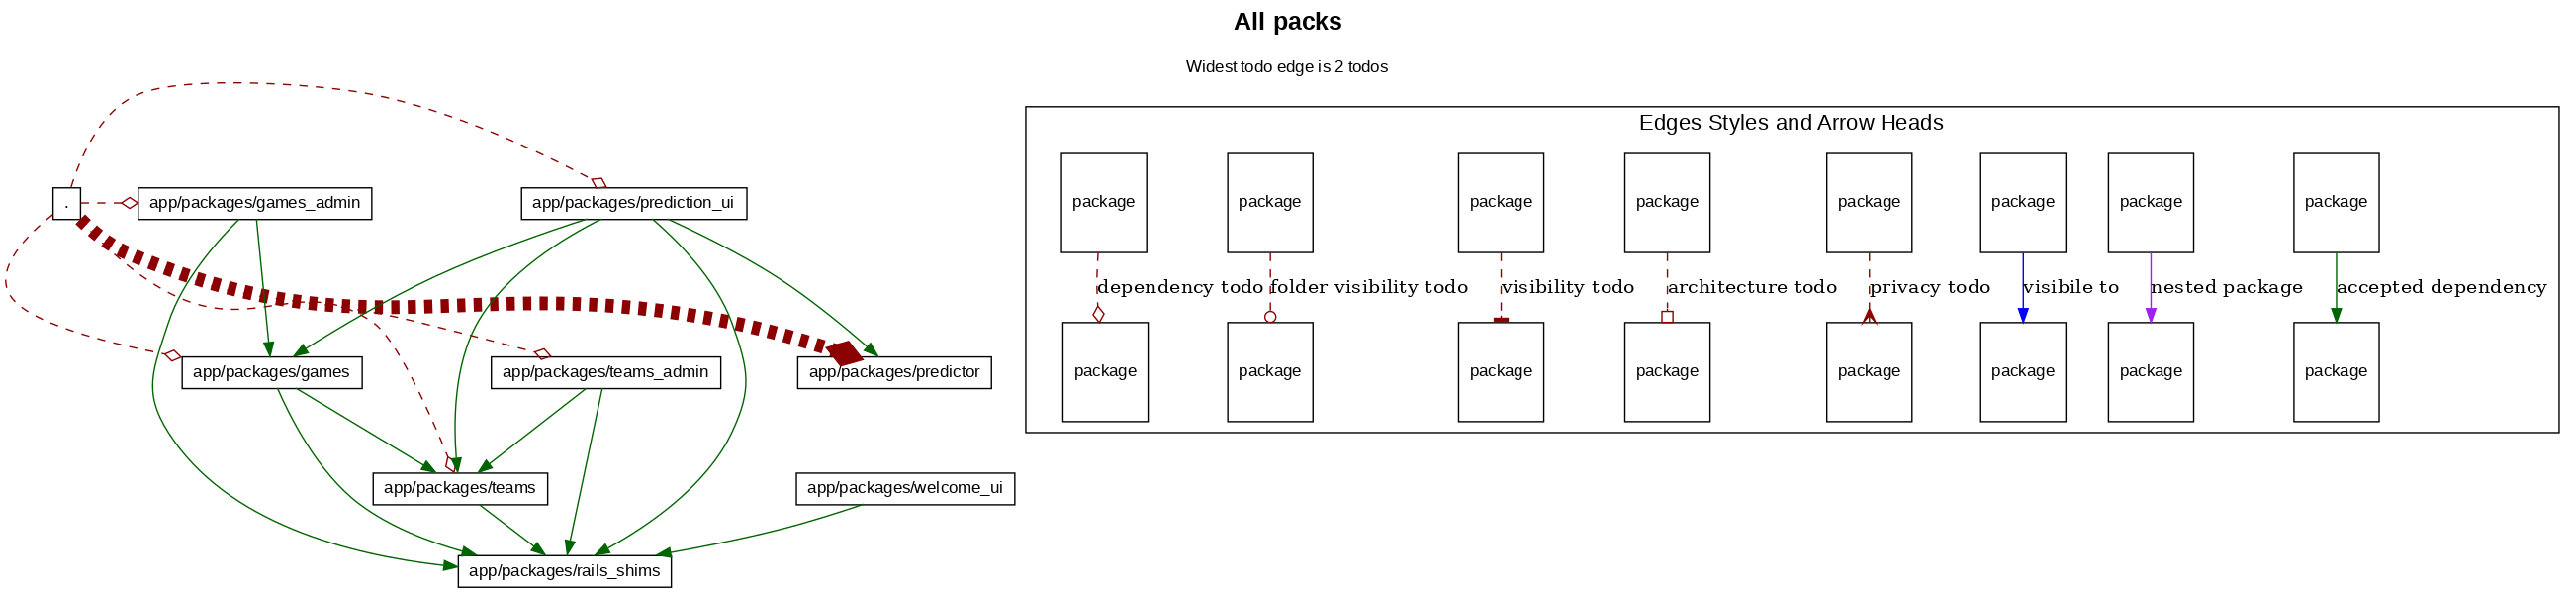 All packs
Widest todo edge is 2 todos
Edges Styles and Arrow Heads
.
app/packages/games_admin
app/packages/prediction_ui
package
package
package
package
package
package
package
package
dependency todo
folder visibility todo
visibility todo
architecture todo
privacy todo
visibile to
nested package
accepted dependency
app/packages/games
app/packages/teams_admin
app/packages/predictor
package
package
package
package
package
package
package
package
app/packages/teams
app/packages/welcome_ui
app/packages/rails_shims